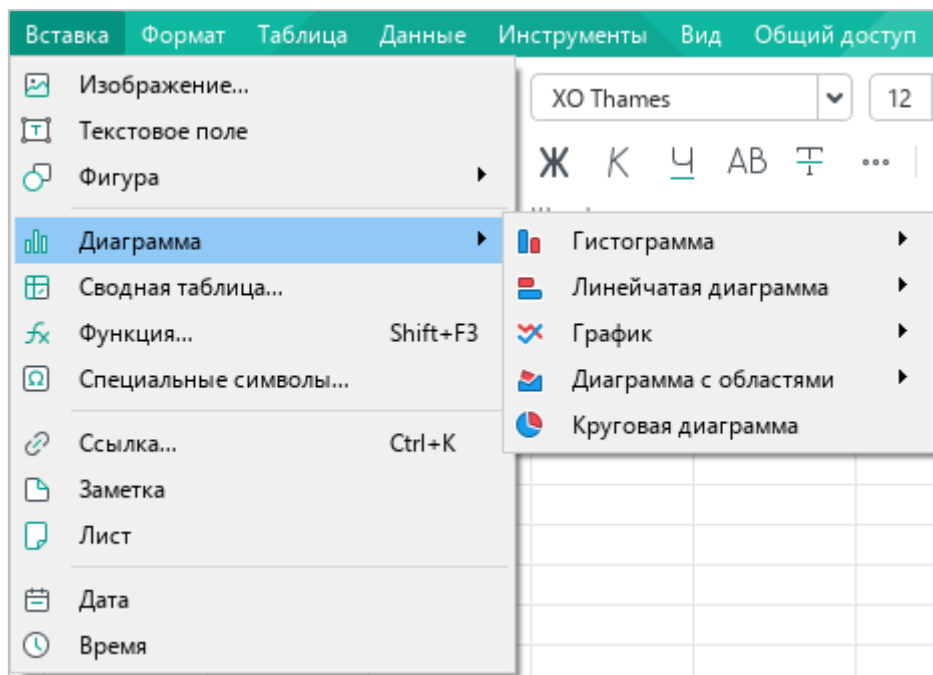 Вставка Формат Таблица Данные Инструменты Вид Общий доступ
Изображение...
Текстовое поле
Фигура
Диаграмма
Сводная таблица...
Функция... Shift+F3
Специальные символы...
Ссылка... Ctrl+K
Заметка
Лист
Дата
Время
XO Thames 12
Ж К Ч АВ Т
Гистограмма
Линейчатая диаграмма
График
Диаграмма с областями
Круговая диаграмма